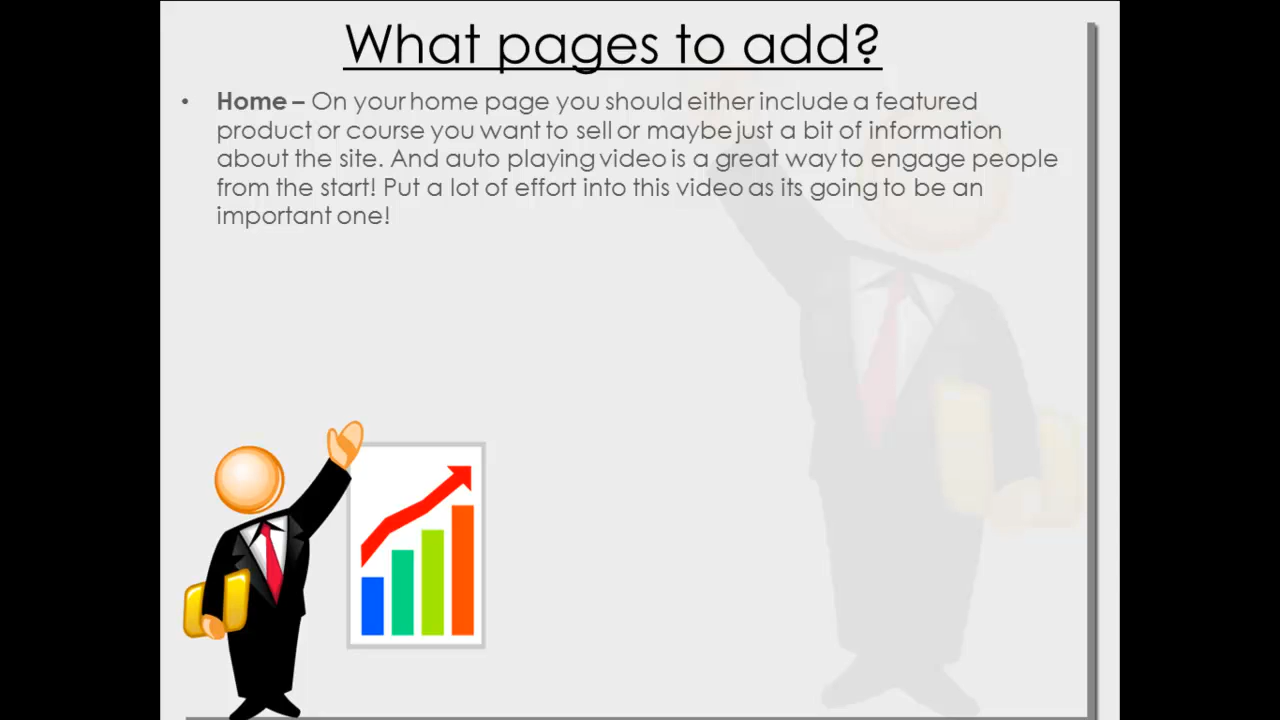 What pages to add?
• Home – On your home page you should either include a featured
product or course you want to sell or maybe just a bit of information
about the site. And auto playing video is a great way to engage people
from the start! Put a lot of effort into this video as its going to be an
important one!